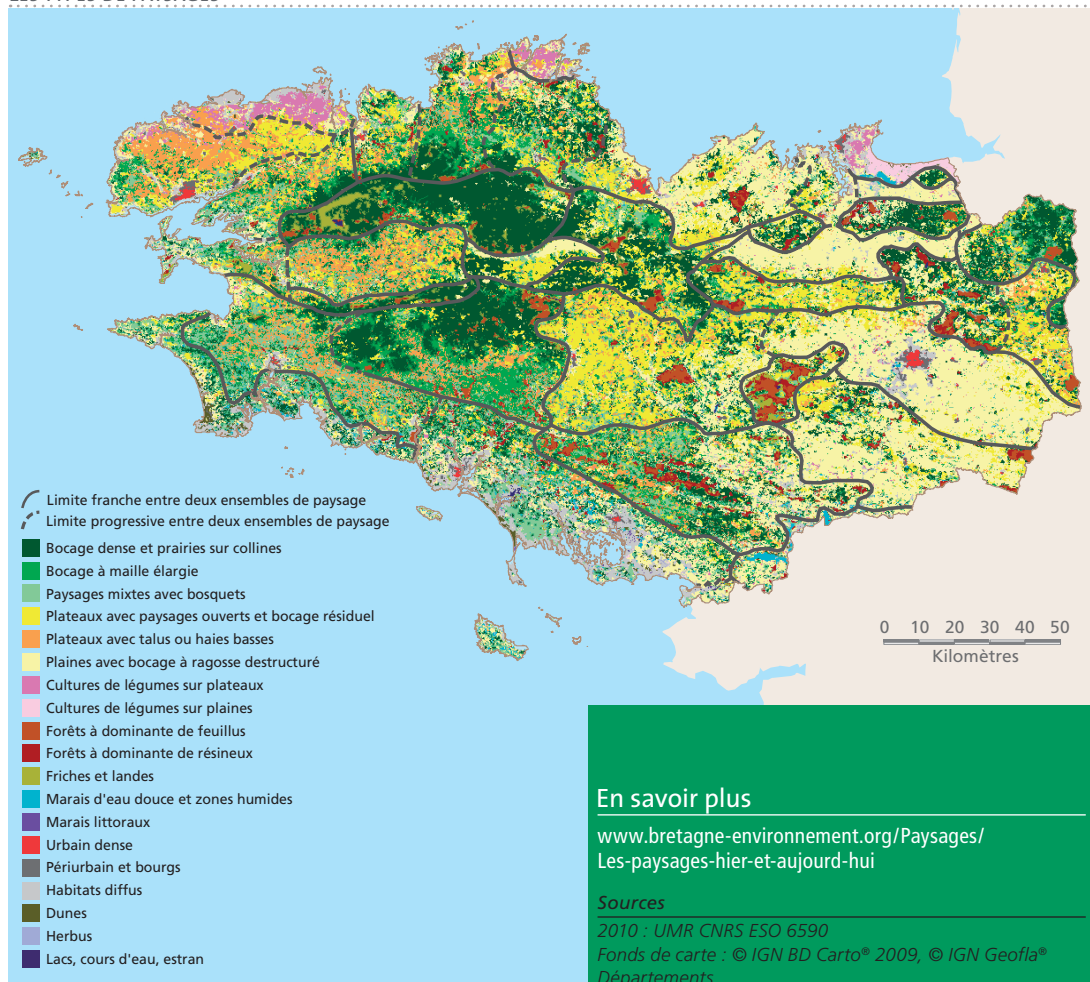 LES TYPES DE PAYSAGES
Limite franche entre deux ensembles de paysage
Limite progressive entre deux ensembles de paysage
Bocage dense et prairies sur collines
Bocage à maille élargie
Paysages mixtes avec bosquets
Plateaux avec paysages ouverts et bocage résiduel
Plateaux avec talus ou haies basses
Plaines avec bocage à ragosse destructuré
Cultures de légumes sur plateaux
Cultures de légumes sur plaines
Forêts à dominante de feuillus
Forêts à dominante de résineux
Friches et landes
Marais d'eau douce et zones humides
Marais littoraux
Urbain dense
Périurbain et bourgs
Habitats diffus
Dunes
Herbus
Lacs, cours d'eau, estran
0 10 20 30 40 50
Kilomètres
En savoir plus
www.bretagne-environnement.org/Paysages/
Les-paysages-hier-et-aujourd-hui
Sources
2010 : UMR CNRS ESO 6590
Fonds de carte : © IGN BD Carto® 2009, © IGN Geofla®
Départements